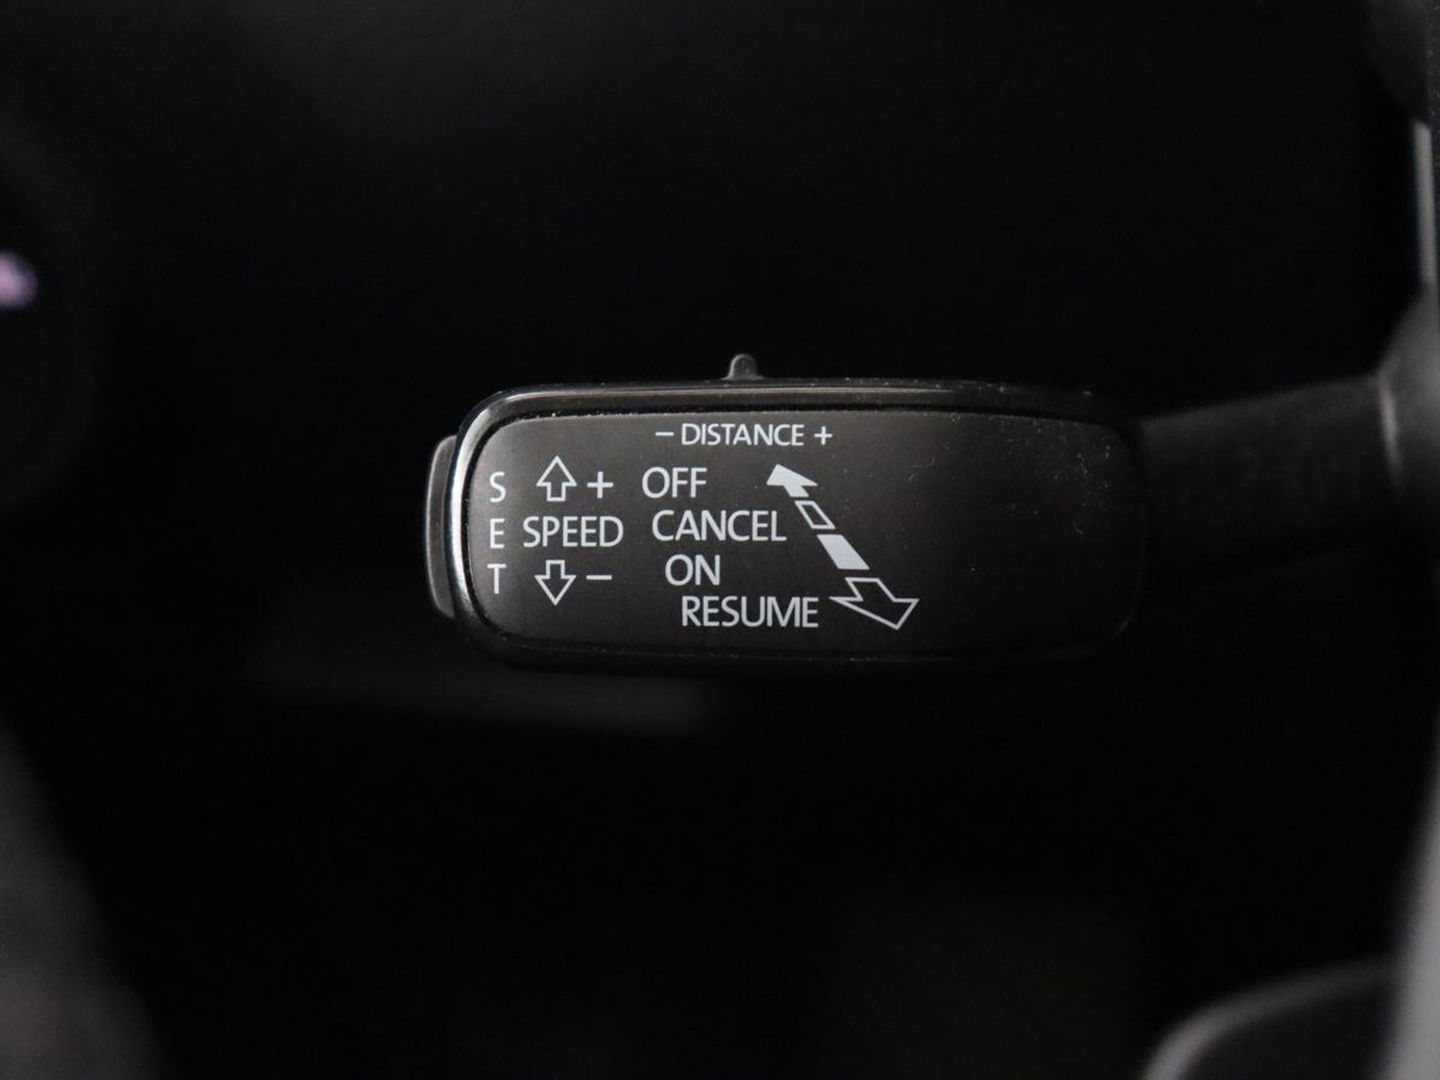 − DISTANCE +
S + OFF
E SPEED CANCEL
T − ON
RESUME